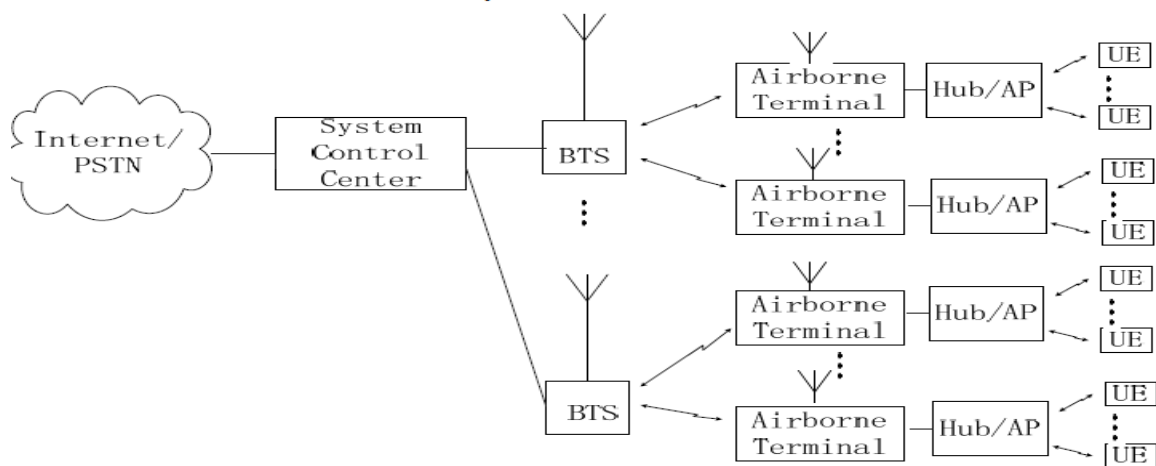 Internet/
PSTN
System
Control
Center
BTS
Airborne
Terminal
Hub/AP
UE
UE
Airborne
Terminal
Hub/AP
UE
UE
BTS
Airborne
Terminal
Hub/AP
UE
UE
Airborne
Terminal
Hub/AP
UE
UE